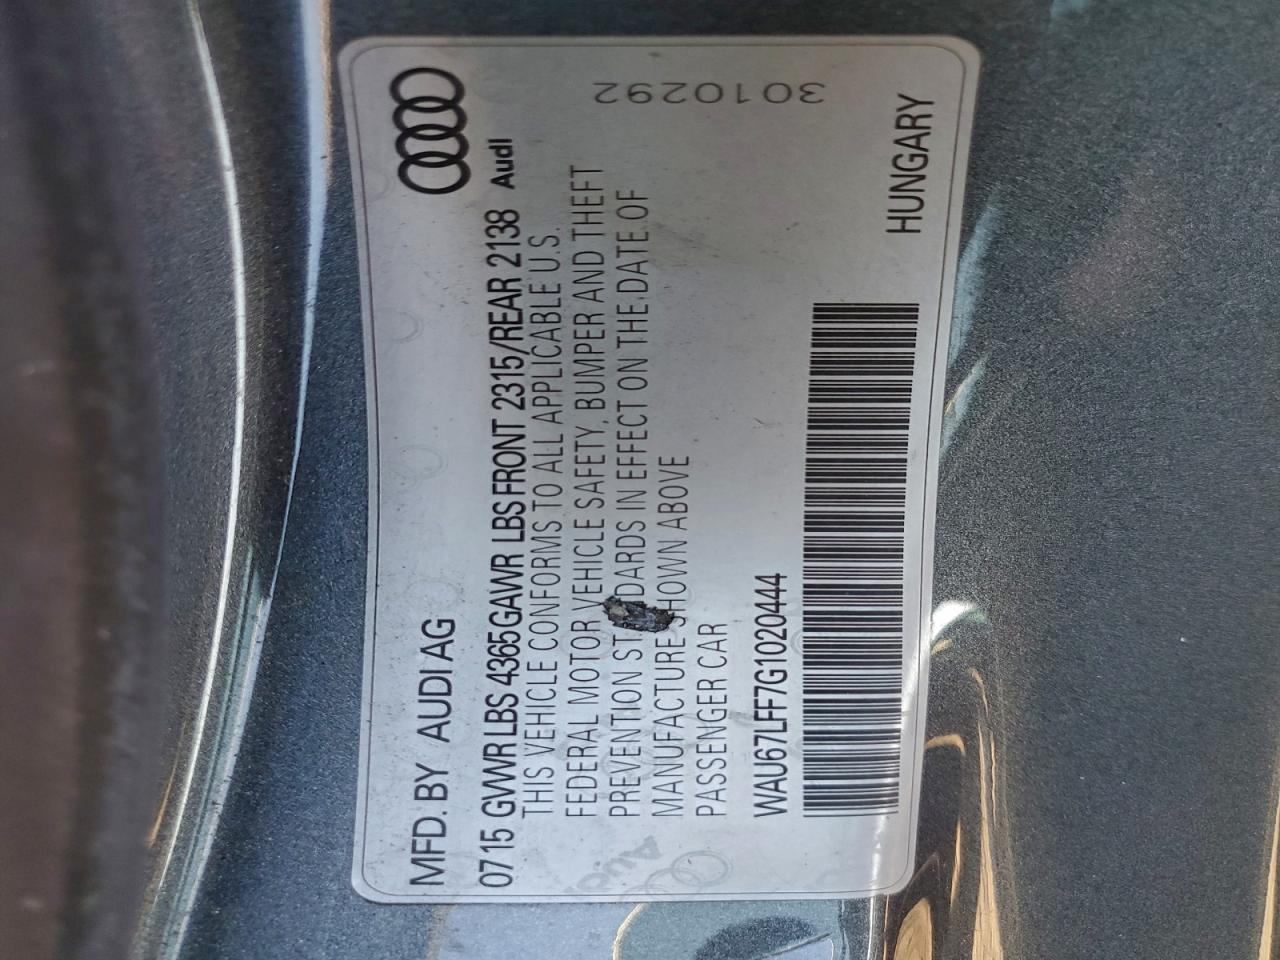 MFD. BY AUDI AG
0715 GVWR LBS 4365 GAWR LBS FRONT 2315/REAR 2138 Audi
THIS VEHICLE CONFORMS TO ALL APPLICABLE U.S.
FEDERAL MOTOR VEHICLE SAFETY, BUMPER AND THEFT
PREVENTION ST DARDS IN EFFECT ON THE DATE OF
MANUFACTURE SHOWN ABOVE
PASSENGER CAR
WAU67LFF7G1020444
HUNGARY
3010292
Audi